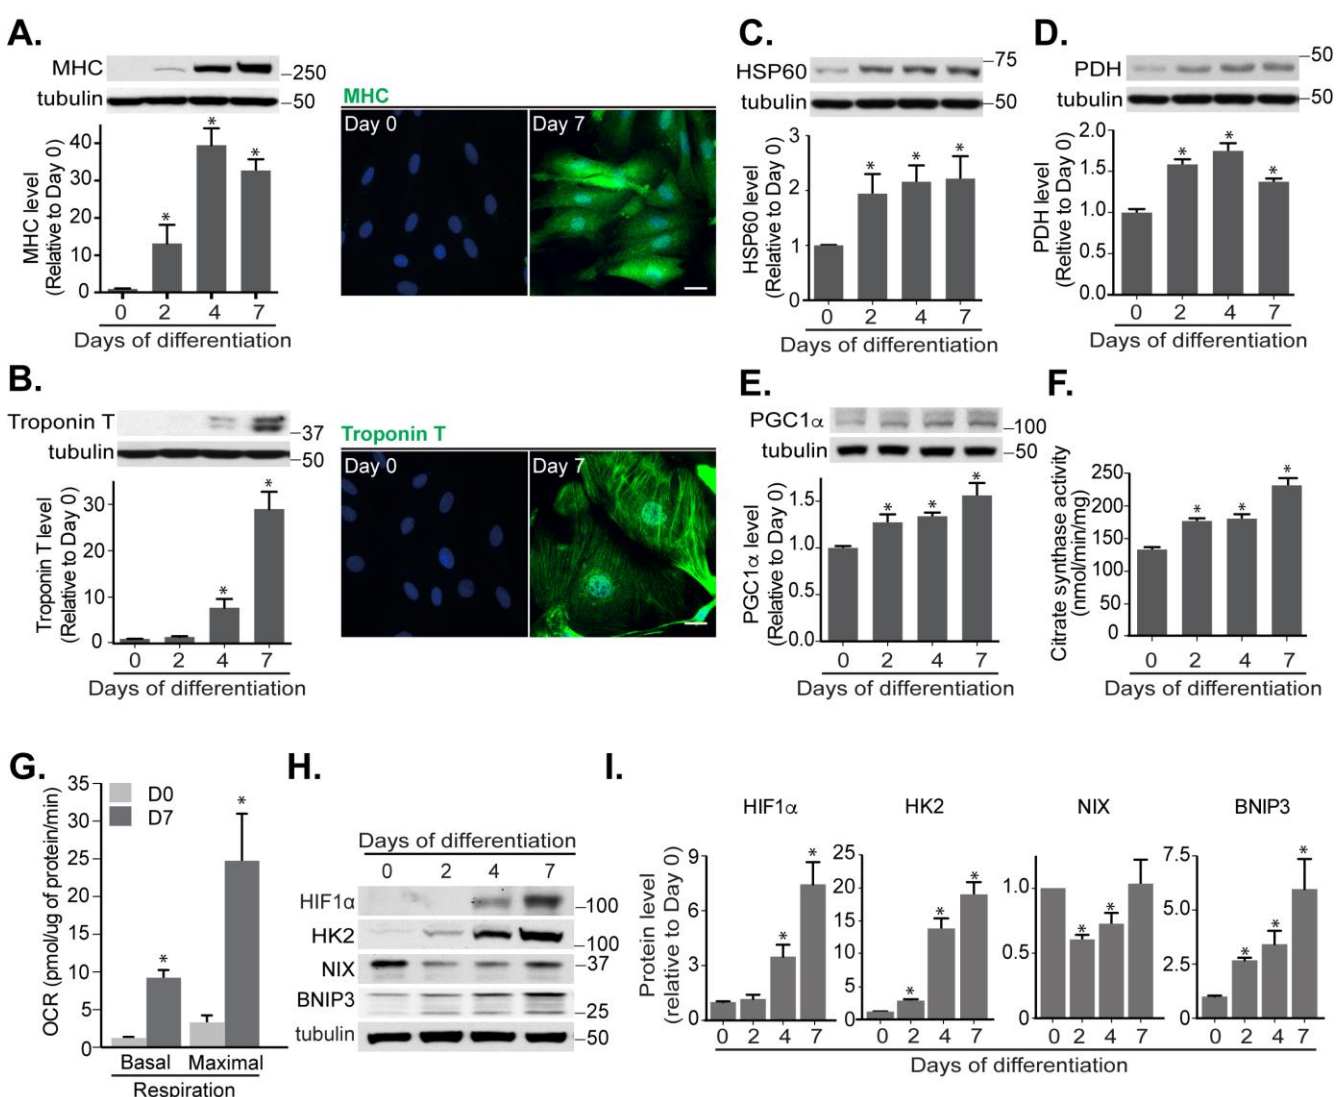 A.
MHC
–250
tubulin
–50
MHC level
(Relative to Day 0)
40
30
20
10
0
*
*
*
0 2 4 7
Days of differentiation
MHC
Day 0
Day 7
C.
HSP60
–75
tubulin
–50
HSP60 level
(Relative to Day 0)
3
2
1
0
*
*
*
0 2 4 7
Days of differentiation
D.
PDH
–50
tubulin
–50
PDH level
(Reltive to Day 0)
2.0
1.5
1.0
0.5
0.0
*
*
*
0 2 4 7
Days of differentiation
B.
Troponin T
–37
tubulin
–50
Troponin T level
(Relative to Day 0)
30
20
10
0
*
*
0 2 4 7
Days of differentiation
Troponin T
Day 0
Day 7
E.
PGC1α
–100
tubulin
–50
PGC1α level
(Relative to Day 0)
1.5
1.0
0.5
0.0
*
*
*
0 2 4 7
Days of differentiation
F.
Citrate synthase activity
(nmol/min/mg)
250
200
150
100
50
0
*
*
*
0 2 4 7
Days of differentiation
G.
OCR (pmol/ug of protein/min)
35
30
25
20
15
10
5
0
D0
D7
*
*
Basal Maximal
Respiration
H.
Days of differentiation
0 2 4 7
HIF1α
–100
HK2
–100
NIX
–37
BNIP3
–25
tubulin
–50
I.
Protein level
(relative to Day 0)
HIF1α
9
6
3
0
*
*
0 2 4 7
HK2
25
20
15
10
5
0
*
*
*
0 2 4 7
NIX
1.0
0.5
0
*
*
0 2 4 7
BNIP3
7.5
5.0
2.5
0
*
*
*
0 2 4 7
Days of differentiation